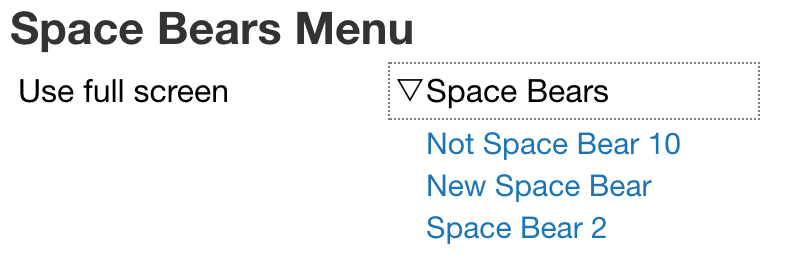 Space Bears Menu
Use full screen
▽Space Bears
Not Space Bear 10
New Space Bear
Space Bear 2